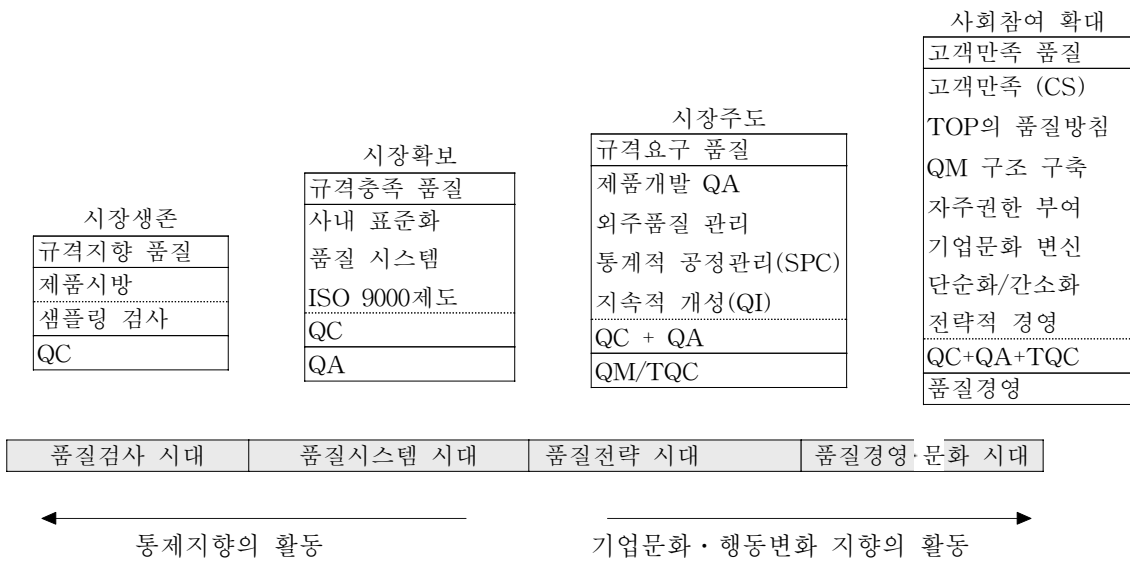 시장생존
규격지향 품질
제품시방
샘플링 검사
QC
시장확보
규격충족 품질
사내 표준화
품질 시스템
ISO 9000제도
QC
QA
시장주도
규격요구 품질
제품개발 QA
외주품질 관리
통계적 공정관리(SPC)
지속적 개선(QI)
QC + QA
QM/TQC
사회참여 확대
고객만족 품질
고객만족 (CS)
TOP의 품질방침
QM 구조 구축
자주권한 부여
기업문화 변신
단순화/간소화
전략적 경영
QC+QA+TQC
품질경영
품질검사 시대
품질시스템 시대
품질전략 시대
품질경영·문화 시대
통제지향의 활동
기업문화・행동변화 지향의 활동